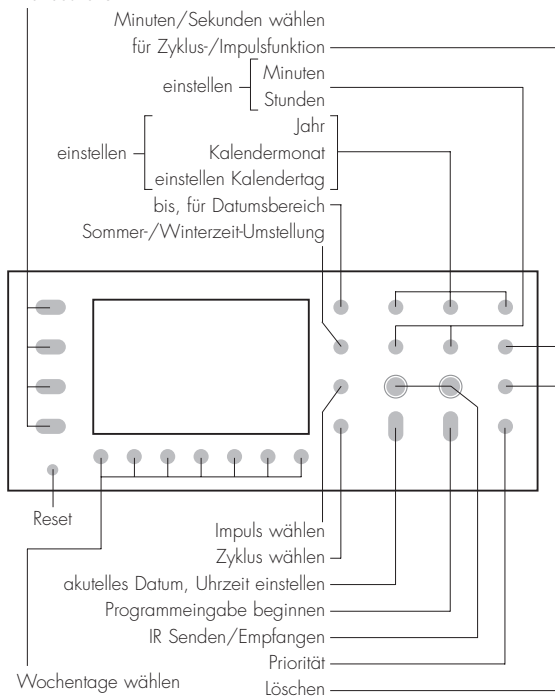 Minuten/Sekunden wählen
für Zyklus-/Impulsfunktion
Minuten
einstellen
Stunden
Jahr
einstellen
Kalendermonat
einstellen Kalendertag
bis, für Datumsbereich
Sommer-/Winterzeit-Umstellung
Reset
Impuls wählen
Zyklus wählen
akutelles Datum, Uhrzeit einstellen
Programmeingabe beginnen
IR Senden/Empfangen
Priorität
Wochentage wählen
Löschen